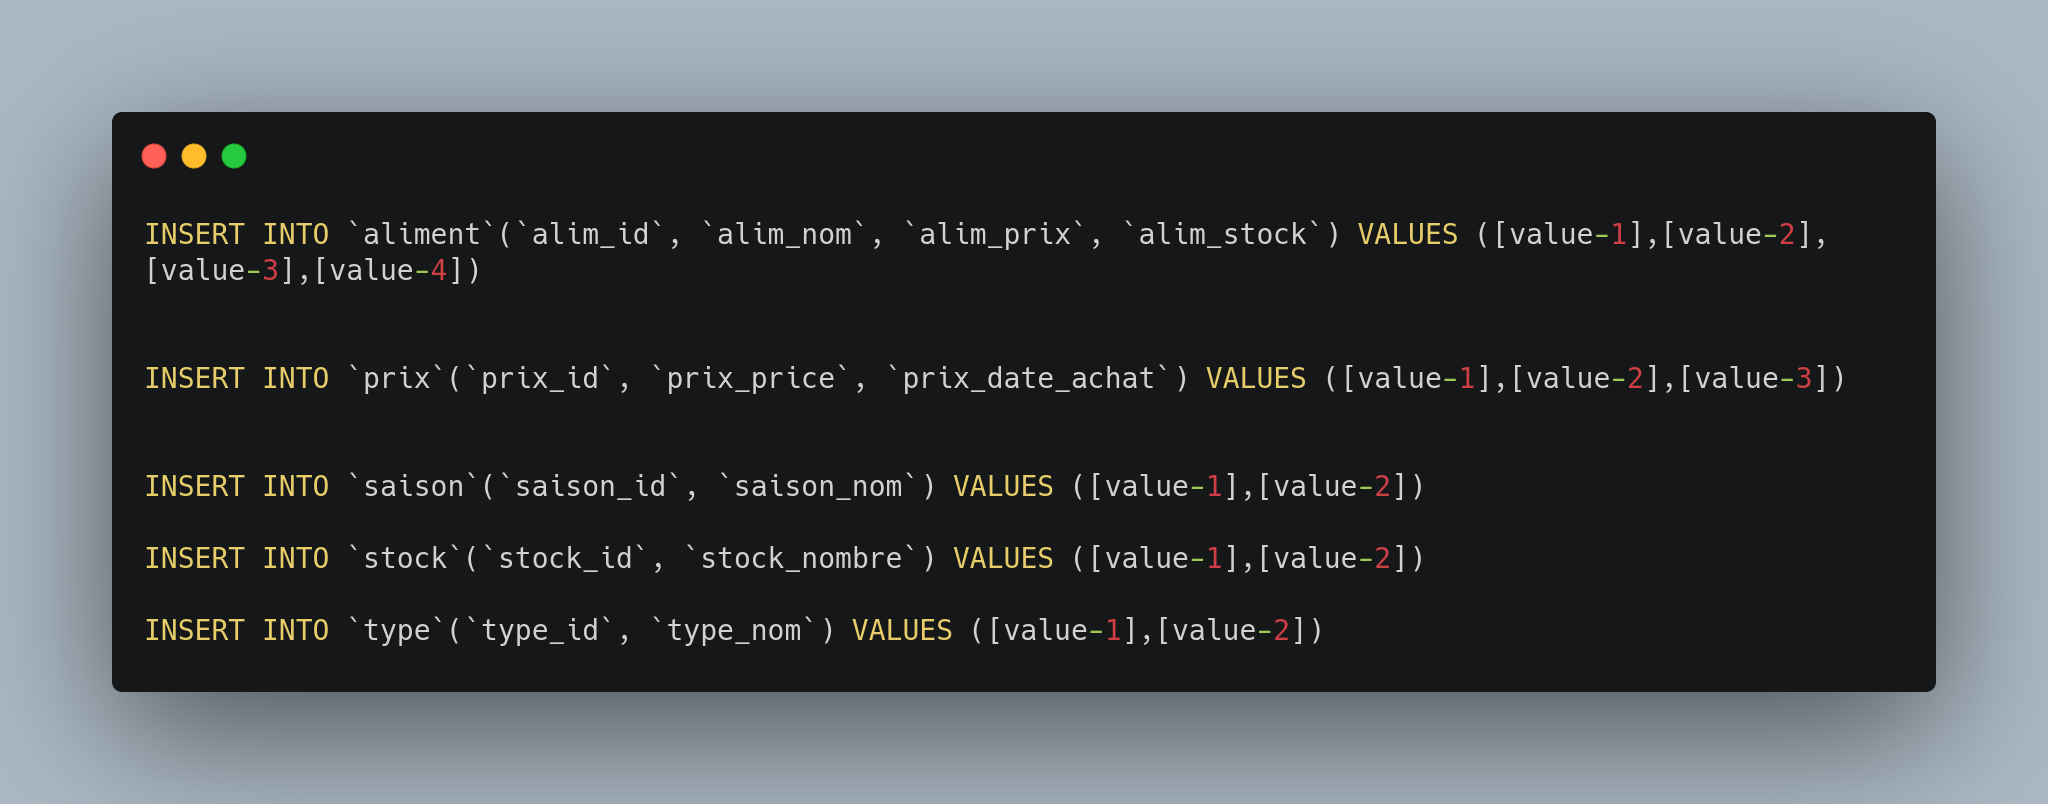 INSERT INTO `aliment`(`alim_id`, `alim_nom`, `alim_prix`, `alim_stock`) VALUES ([value-1],[value-2],
[value-3],[value-4])
INSERT INTO `prix`(`prix_id`, `prix_price`, `prix_date_achat`) VALUES ([value-1],[value-2],[value-3])
INSERT INTO `saison`(`saison_id`, `saison_nom`) VALUES ([value-1],[value-2])
INSERT INTO `stock`(`stock_id`, `stock_nombre`) VALUES ([value-1],[value-2])
INSERT INTO `type`(`type_id`, `type_nom`) VALUES ([value-1],[value-2])